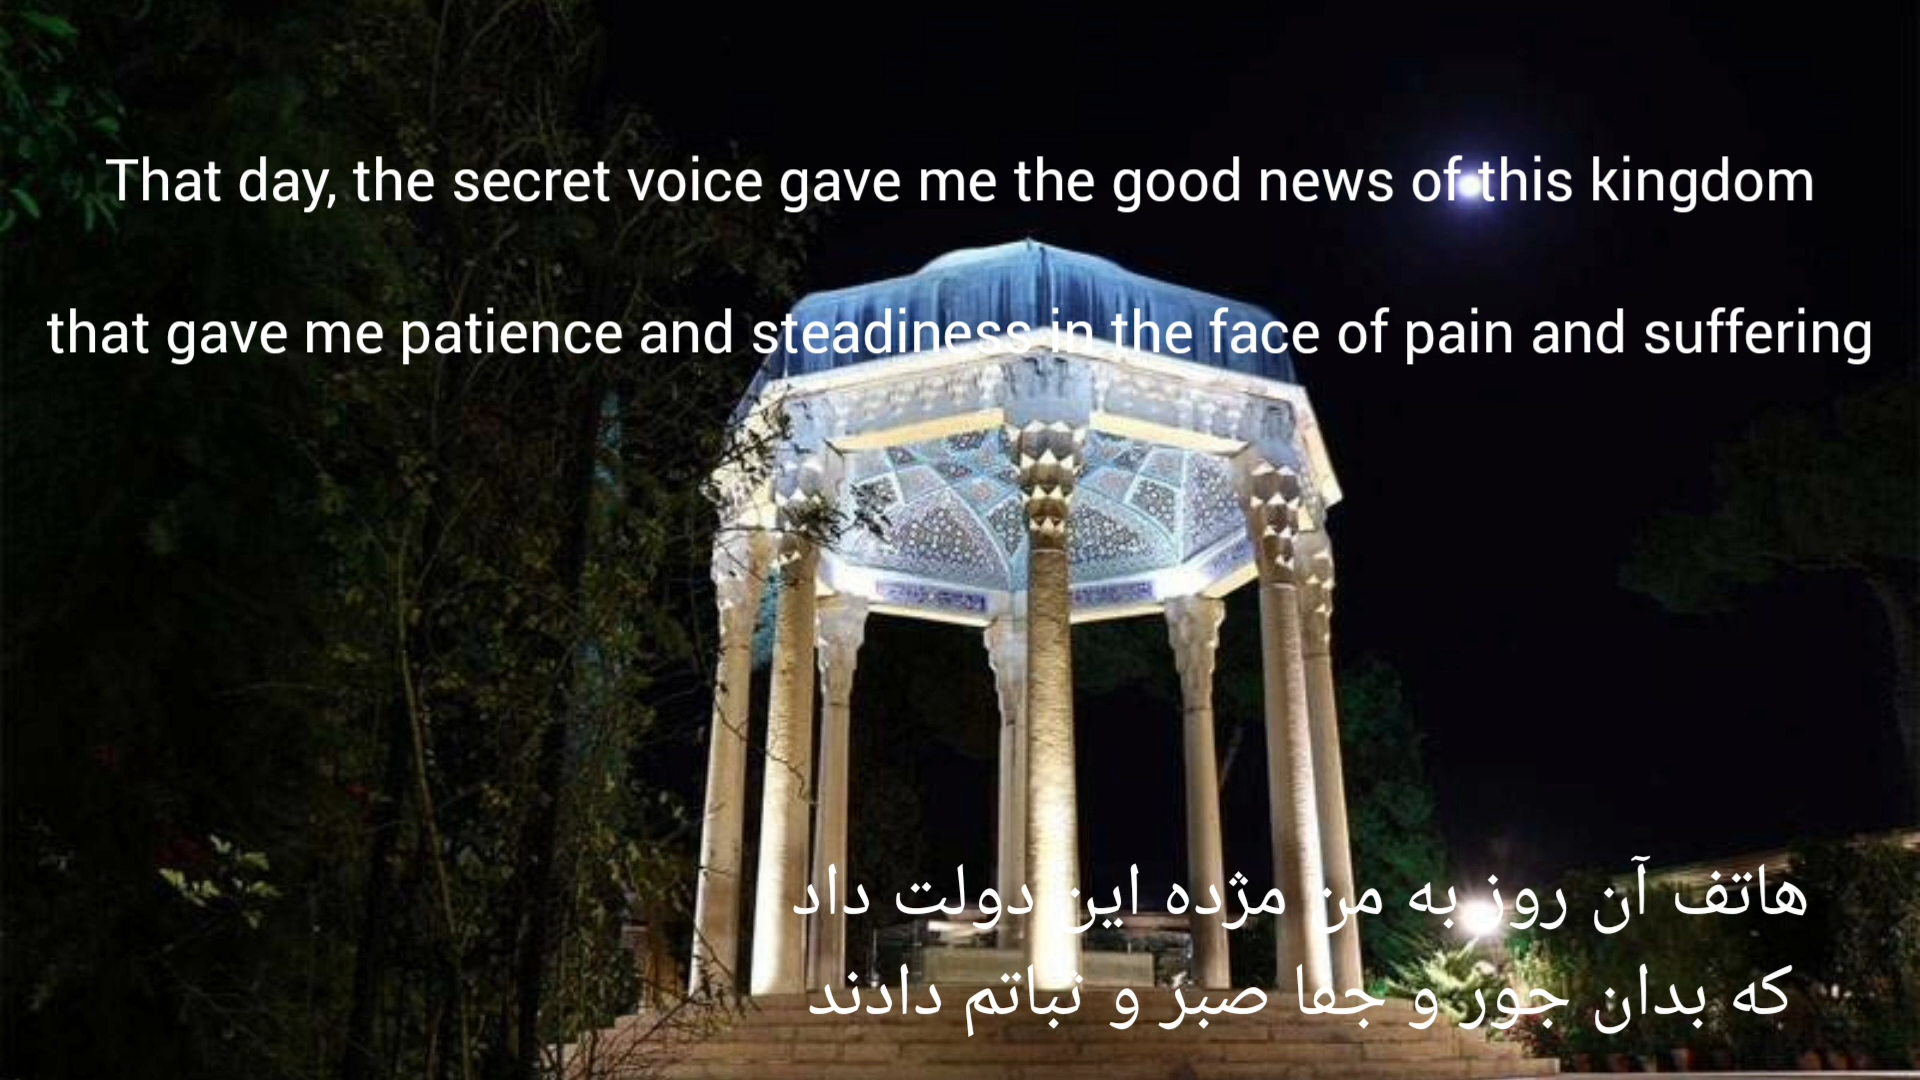 That day, the secret voice gave me the good news of this kingdom
that gave me patience and steadiness in the face of pain and suffering
هاتف آن روز به من مژده این دولت داد
که بدان جور و جفا صبر و ثباتم دادند